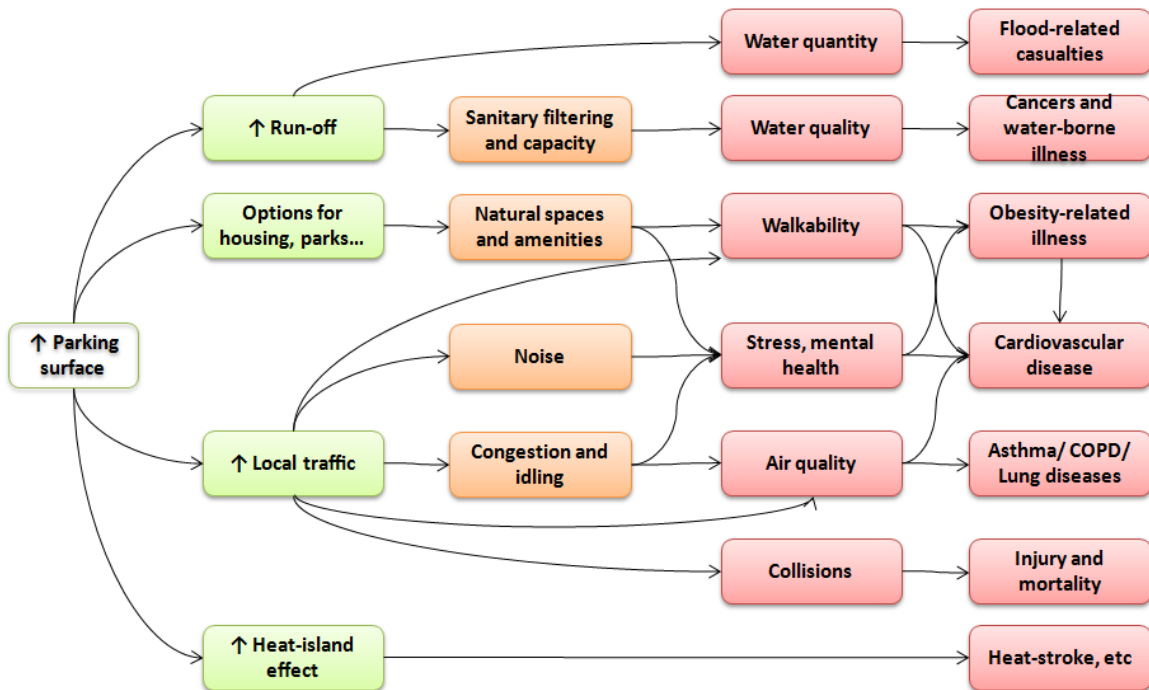 Water quantity
Flood-related
casualties
↑ Run-off
Sanitary filtering
and capacity
Water quality
Cancers and
water-borne
illness
Options for
housing, parks...
Natural spaces
and amenities
Walkability
Obesity-related
illness
↑ Parking
surface
Noise
Stress, mental
health
Cardiovascular
disease
↑ Local traffic
Congestion and
idling
Air quality
Asthma/ COPD/
Lung diseases
Collisions
Injury and
mortality
↑ Heat-island
effect
Heat-stroke, etc